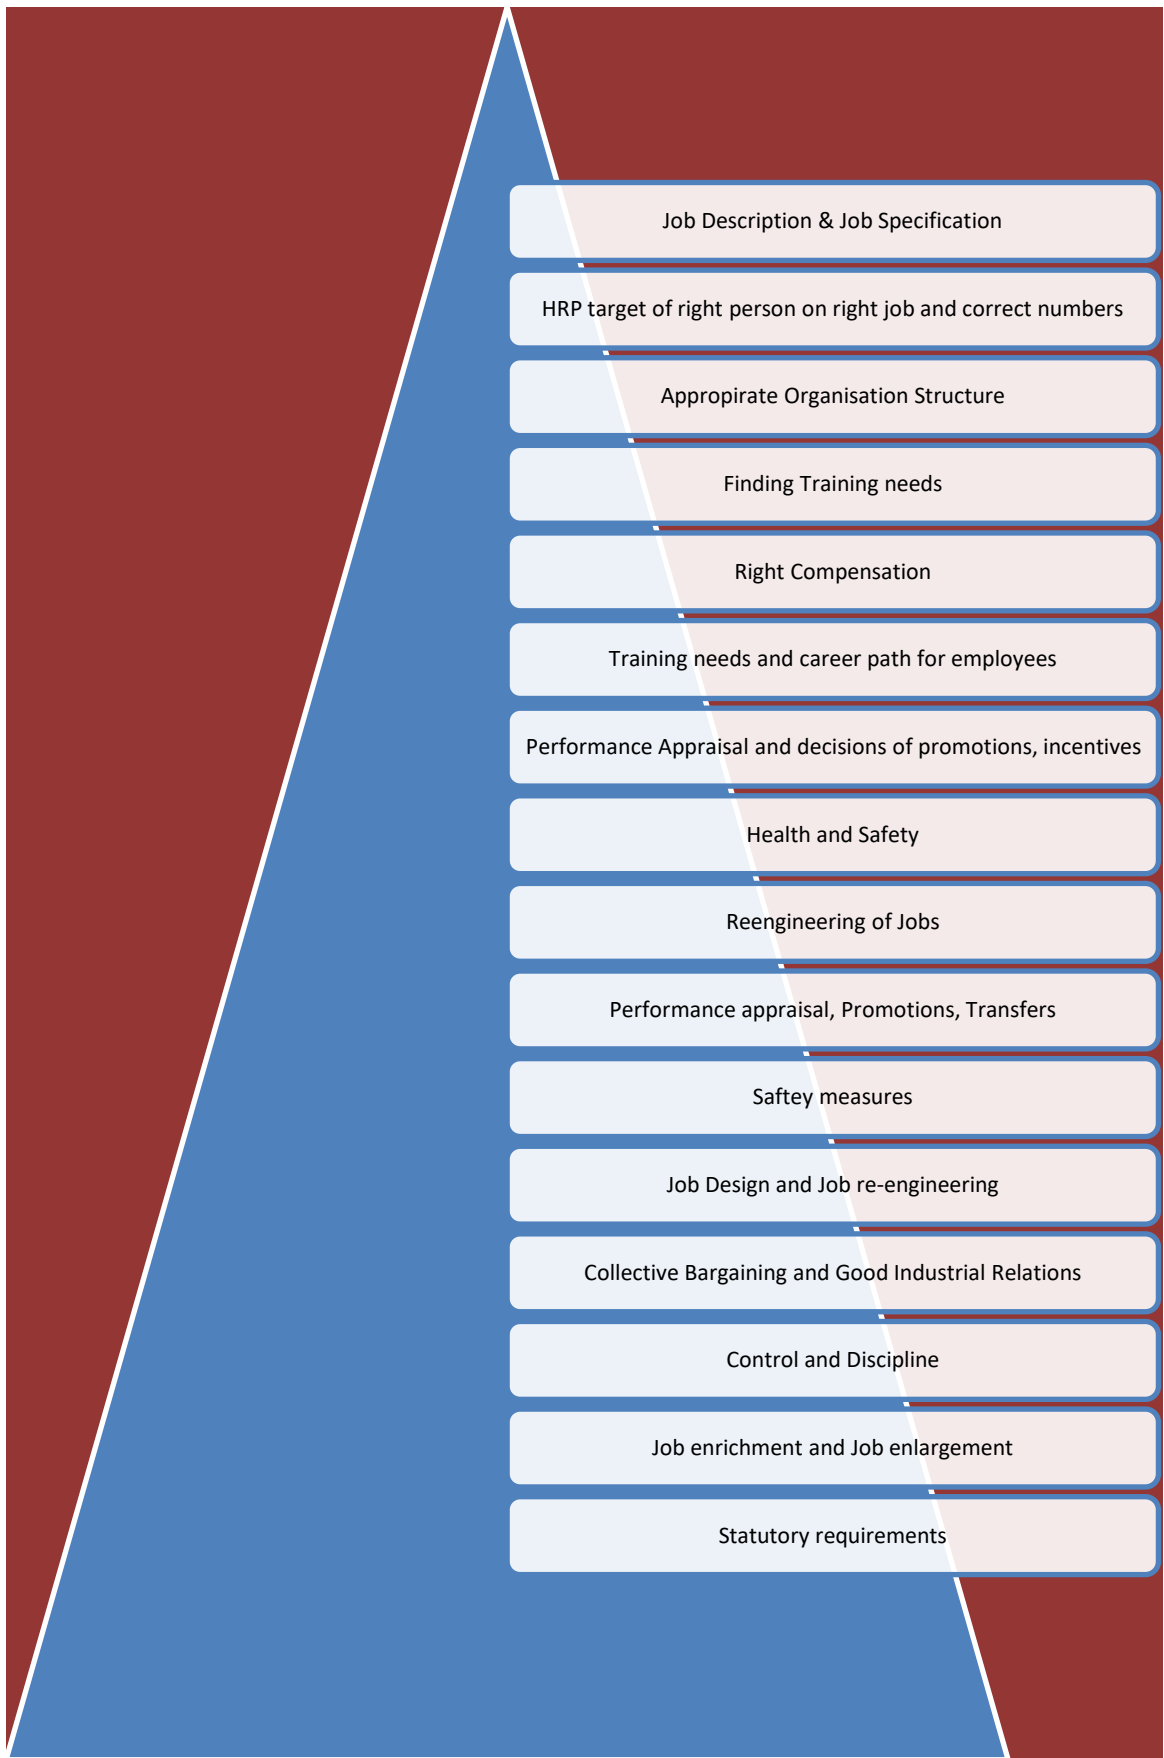 Job Description & Job Specification
HRP target of right person on right job and correct numbers
Appropirate Organisation Structure
Finding Training needs
Right Compensation
Training needs and career path for employees
Performance Appraisal and decisions of promotions, incentives
Health and Safety
Reengineering of Jobs
Performance appraisal, Promotions, Transfers
Saftey measures
Job Design and Job re-engineering
Collective Bargaining and Good Industrial Relations
Control and Discipline
Job enrichment and Job enlargement
Statutory requirements